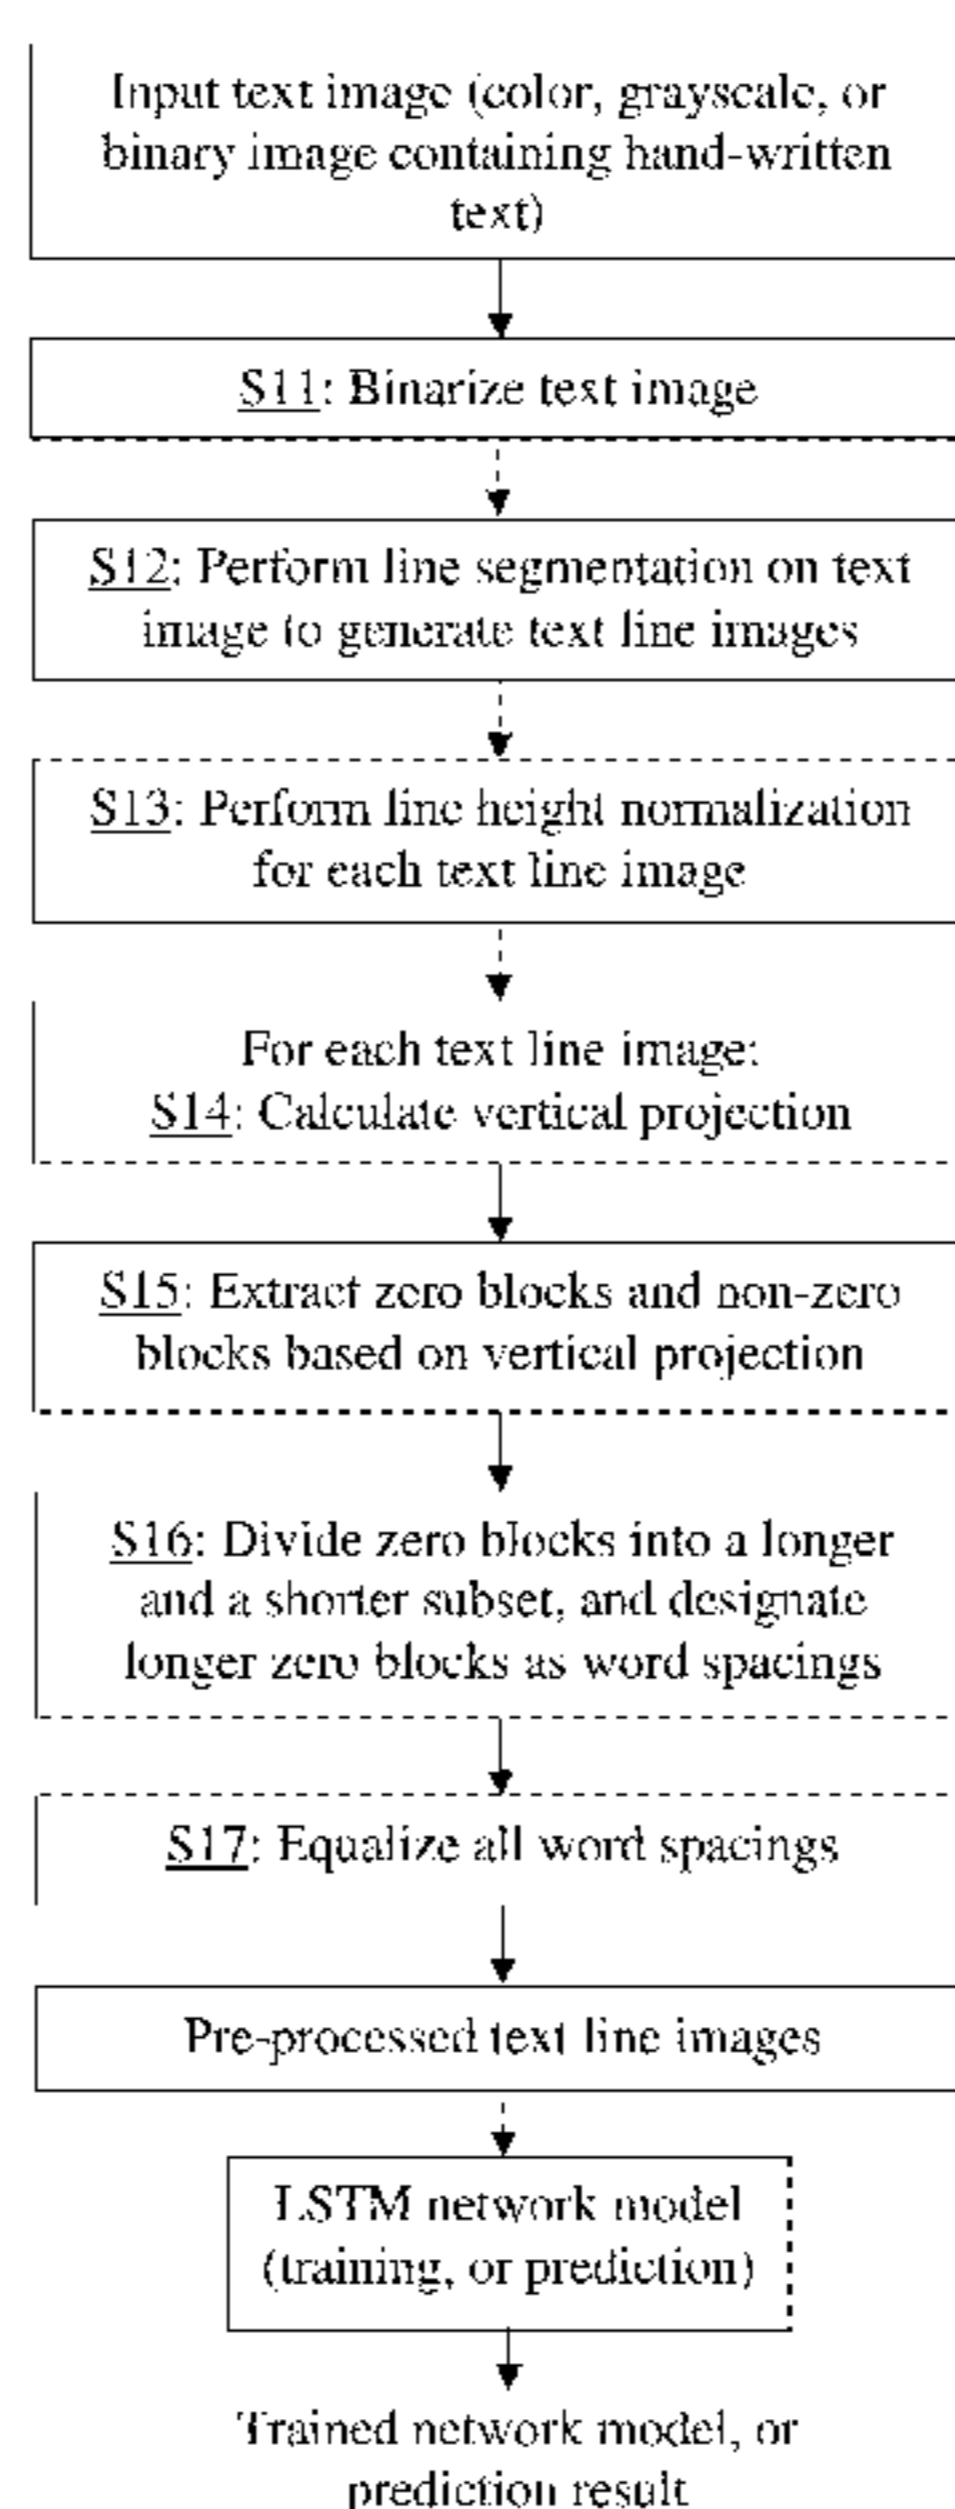 Input text image (color, grayscale, or
binary image containing hand-written
text)
S11: Binarize text image
S12: Perform line segmentation on text
image to generate text line images
S13: Perform line height normalization
for each text line image
For each text line image:
S14: Calculate vertical projection
S15: Extract zero blocks and non-zero
blocks based on vertical projection
S16: Divide zero blocks into a longer
and a shorter subset, and designate
longer zero blocks as word spacings
S17: Equalize all word spacings
Pre-processed text line images
LSTM network model
(training, or prediction)
Trained network model, or
prediction result